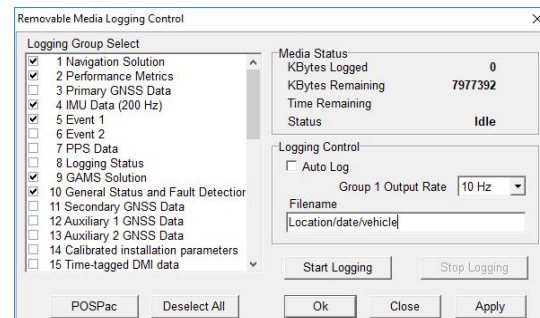 Removable Media Logging Control
Logging Group Select
1 Navigation Solution
2 Performance Metrics
3 Primary GNSS Data
4 IMU Data (200 Hz)
5 Event 1
6 Event 2
7 PPS Data
8 Logging Status
9 GAMS Solution
10 General Status and Fault Detectior
11 Secondary GNSS Data
12 Auxiliary 1 GNSS Data
13 Auxiliary 2 GNSS Data
14 Calibrated installation parameters
15 Time-tagged DMI data
POSPac
Deselect All
Media Status
KBytes Logged 0
KBytes Remaining 7977392
Time Remaining
Status Idle
Logging Control
Auto Log
Group 1 Output Rate 10 Hz
Filename
Location/date/vehicle
Start Logging
Stop Logging
Ok
Close
Apply